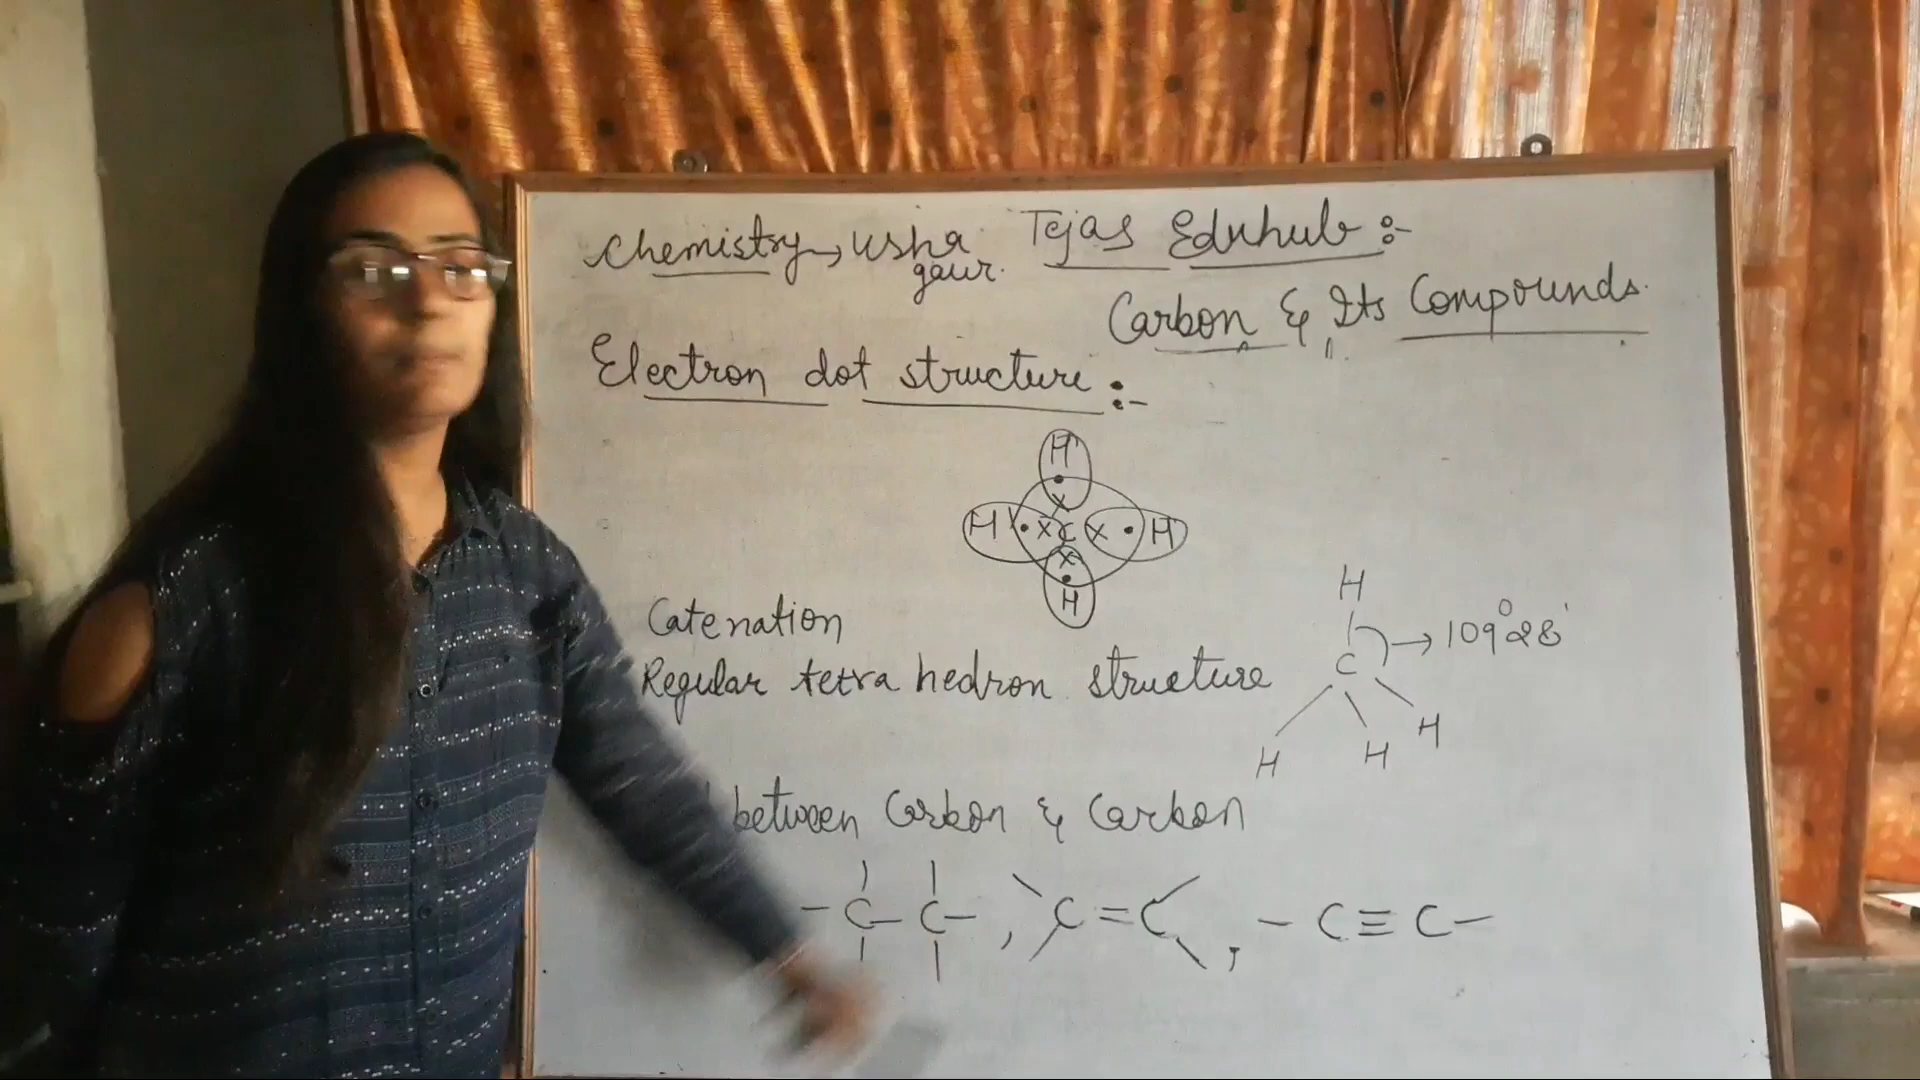 Chemistry → Usha gaur.
Tejas Eduhub :-
Carbon & Its Compounds.
Electron dot structure :-
H
H C H
H
Catenation
Regular tetra hedron structure
H
C → 109°28'
H H H
between Carbon & Carbon
-C-C- , C=C , -C≡C-